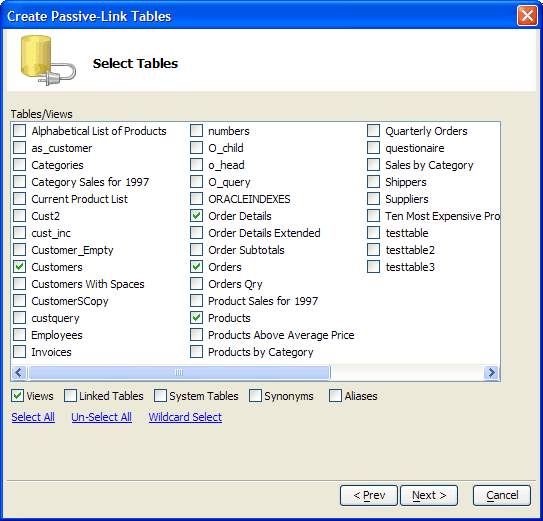 Create Passive-Link Tables
Select Tables
Tables/Views
Alphabetical List of Products
as_customer
Categories
Category Sales for 1997
Current Product List
Cust2
cust_inc
Customer_Empty
Customers
Customers With Spaces
CustomerSCopy
custquery
Employees
Invoices
numbers
O_child
o_head
O_query
ORACLEINDEXES
Order Details
Order Details Extended
Order Subtotals
Orders
Orders Qry
Product Sales for 1997
Products
Products Above Average Price
Products by Category
Quarterly Orders
questionaire
Sales by Category
Shippers
Suppliers
Ten Most Expensive Pro
testtable
testtable2
testtable3
Views Linked Tables System Tables Synonyms Aliases
Select All Un-Select All Wildcard Select
< Prev Next > Cancel